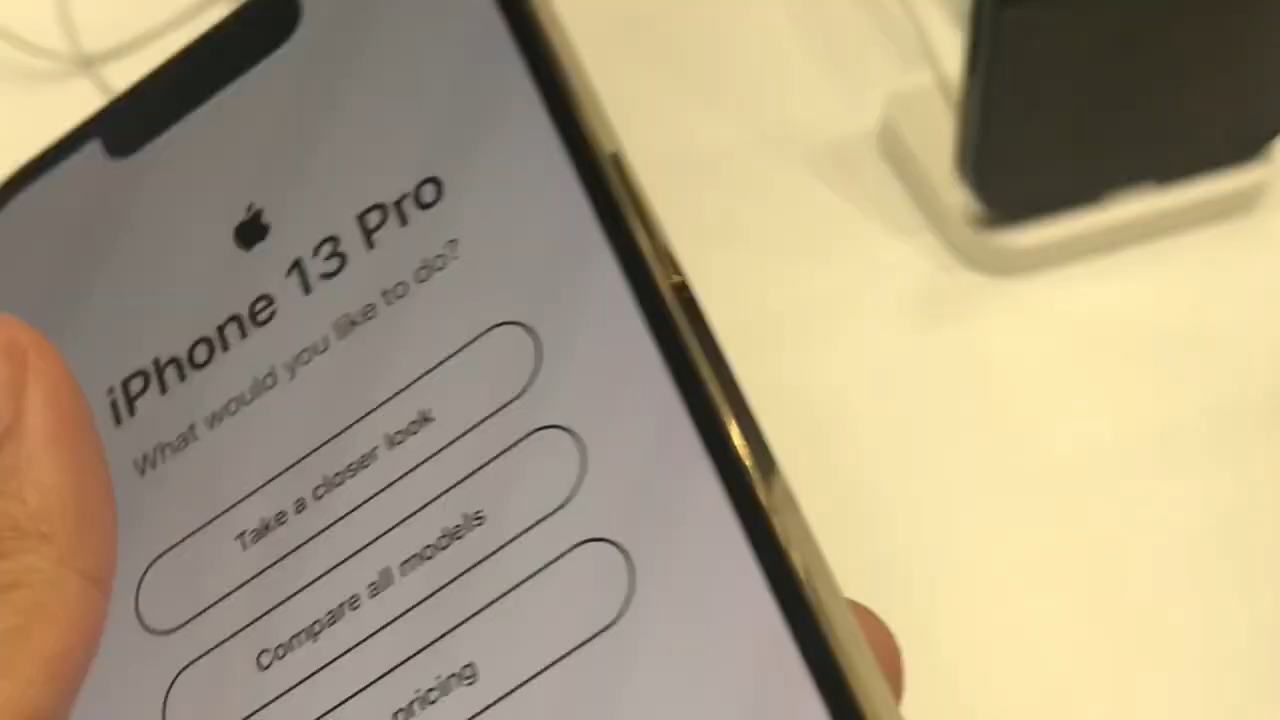 iPhone 13 Pro
What would you like to do?
Take a closer look
Compare all models
pricing